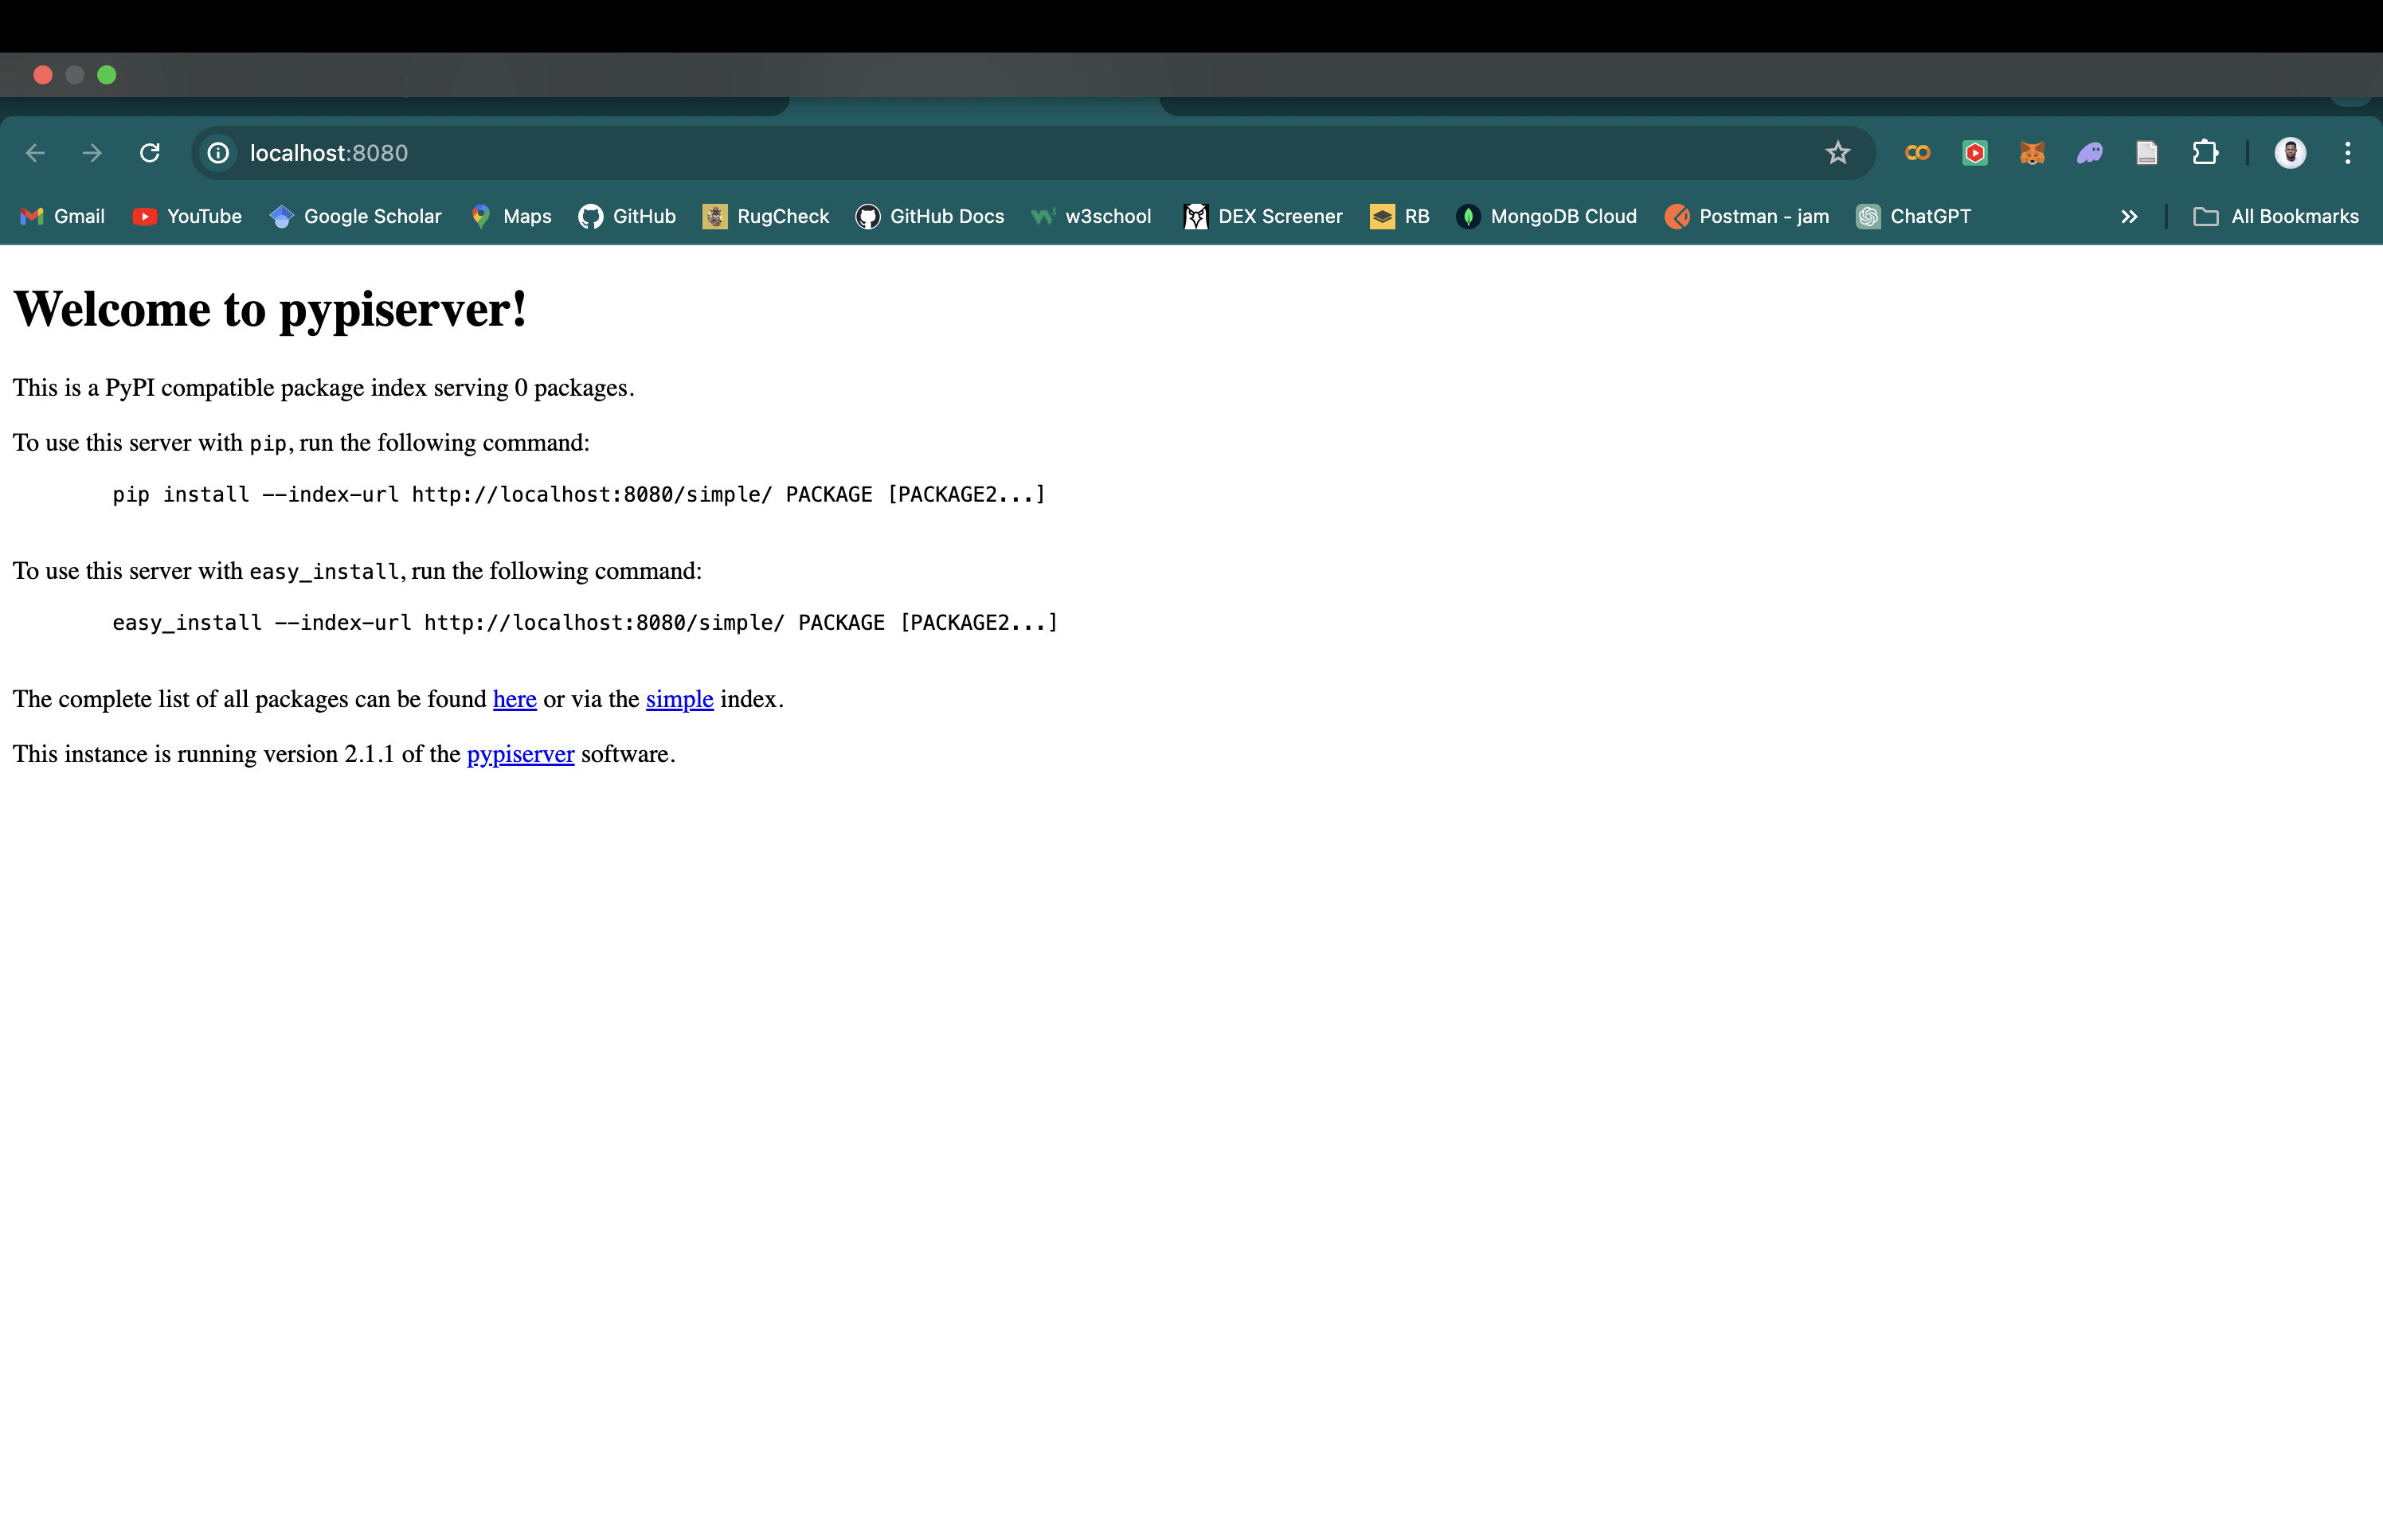 localhost:8080
Gmail YouTube Google Scholar Maps GitHub RugCheck GitHub Docs w3school DEX Screener RB MongoDB Cloud Postman - jam ChatGPT All Bookmarks
Welcome to pypiserver!
This is a PyPI compatible package index serving 0 packages.
To use this server with pip, run the following command:
pip install --index-url http://localhost:8080/simple/ PACKAGE [PACKAGE2...]
To use this server with easy_install, run the following command:
easy_install --index-url http://localhost:8080/simple/ PACKAGE [PACKAGE2...]
The complete list of all packages can be found here or via the simple index.
This instance is running version 2.1.1 of the pypiserver software.